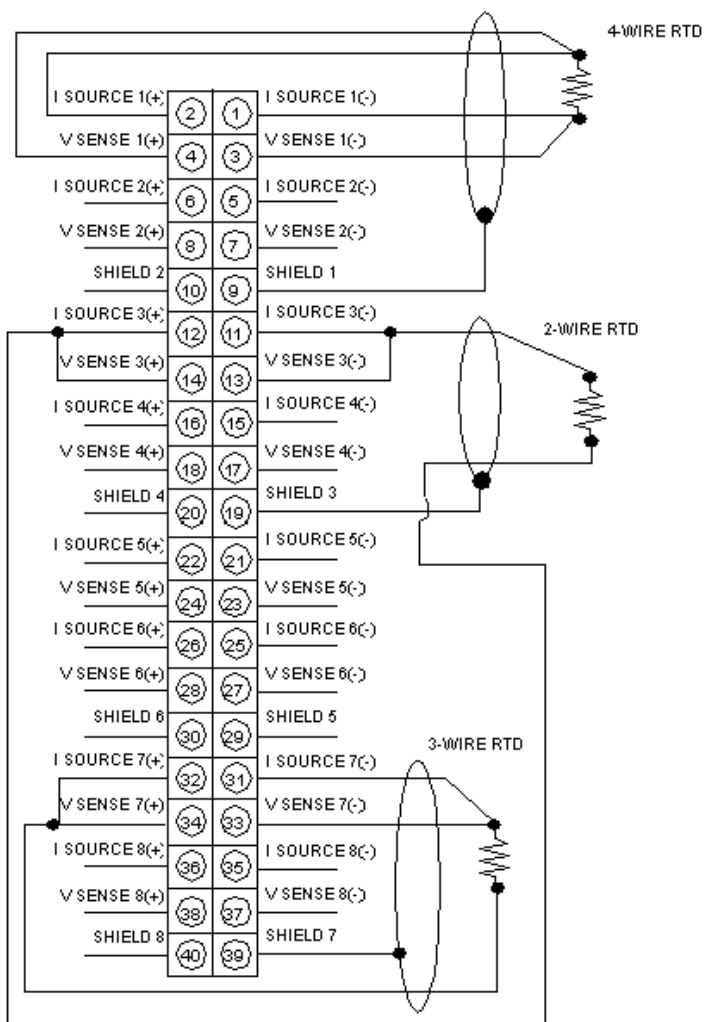 4-WIRE RTD
I SOURCE 1(+) 2 1 I SOURCE 1(-)
V SENSE 1(+) 4 3 V SENSE 1(-)
I SOURCE 2(+) 6 5 I SOURCE 2(-)
V SENSE 2(+) 8 7 V SENSE 2(-)
SHIELD 2 10 9 SHIELD 1
I SOURCE 3(+) 12 11 I SOURCE 3(-)
2-WIRE RTD
V SENSE 3(+) 14 13 V SENSE 3(-)
I SOURCE 4(+) 16 15 I SOURCE 4(-)
V SENSE 4(+) 18 17 V SENSE 4(-)
SHIELD 4 20 19 SHIELD 3
I SOURCE 5(+) 22 21 I SOURCE 5(-)
V SENSE 5(+) 24 23 V SENSE 5(-)
I SOURCE 6(+) 26 25 I SOURCE 6(-)
V SENSE 6(+) 28 27 V SENSE 6(-)
SHIELD 6 30 29 SHIELD 5
3-WIRE RTD
I SOURCE 7(+) 32 31 I SOURCE 7(-)
V SENSE 7(+) 34 33 V SENSE 7(-)
I SOURCE 8(+) 36 35 I SOURCE 8(-)
V SENSE 8(+) 38 37 V SENSE 8(-)
SHIELD 8 40 39 SHIELD 7